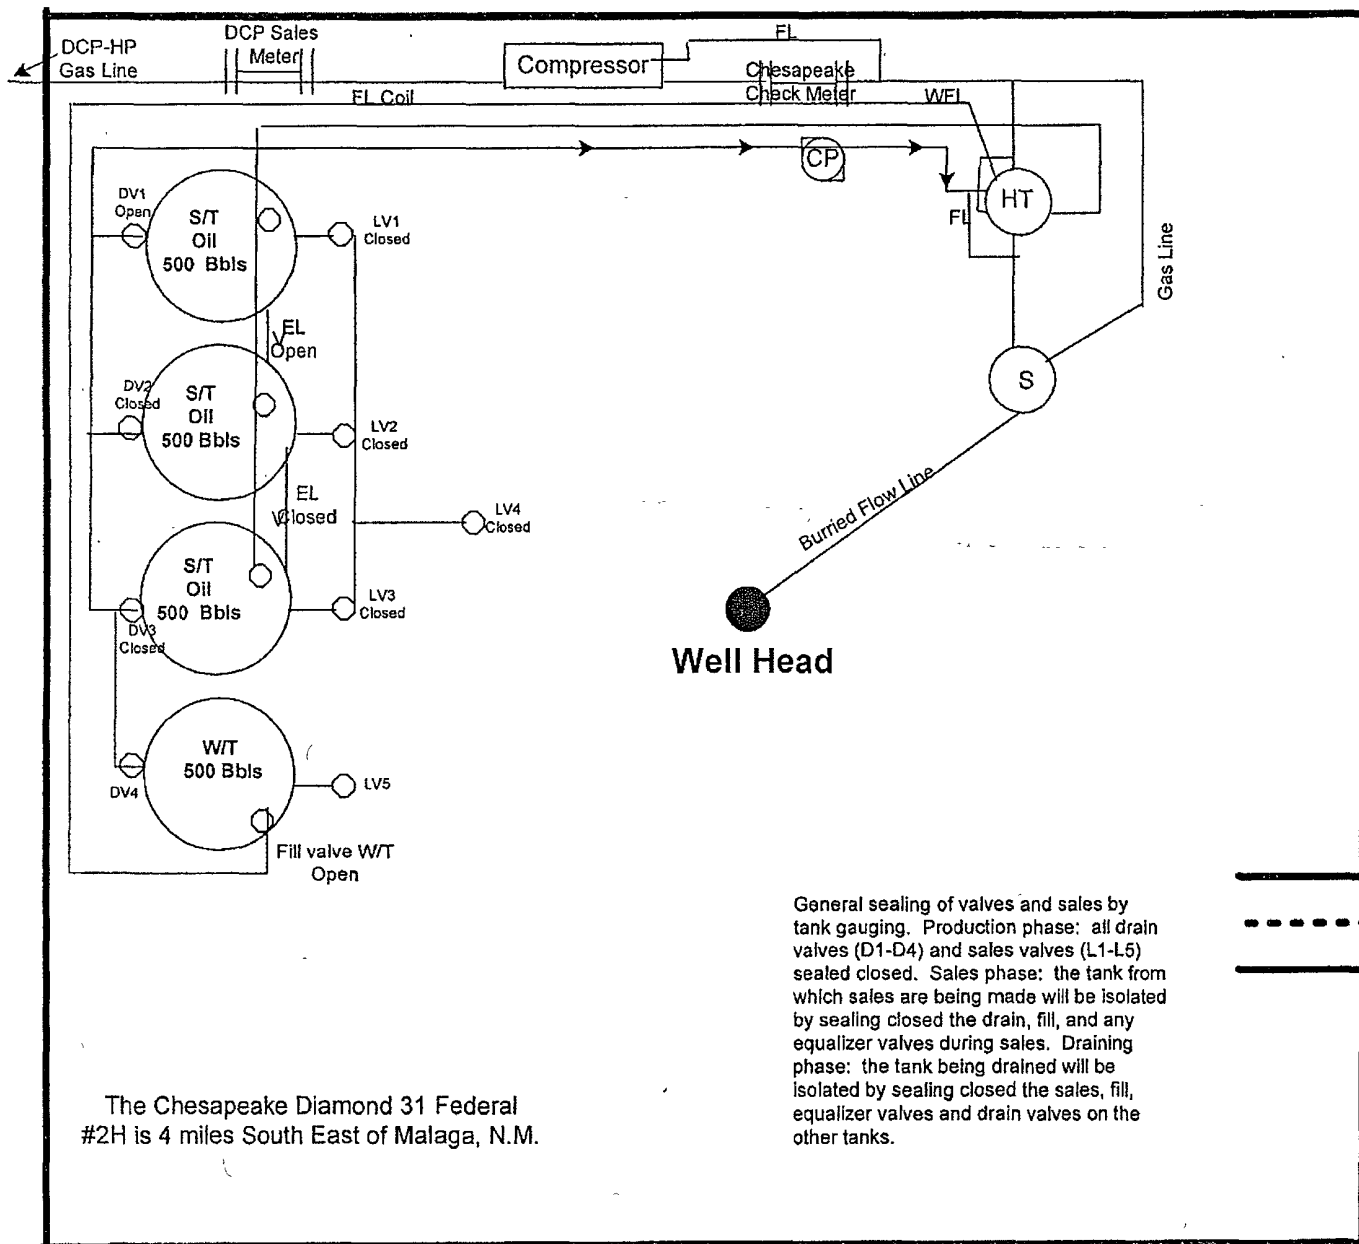 DCP-HP
Gas Line
DCP Sales
Meter
Compressor
FL
Chesapeake
Check Meter
FL Coil
WFL
CP
HT
FL
Gas Line
S
DV1
Open
S/T
Oil
500 Bbls
LV1
Closed
EL
V
Open
DV2
Closed
S/T
Oil
500 Bbls
LV2
Closed
EL
V
Closed
LV4
Closed
S/T
Oil
500 Bbls
DV3
Closed
LV3
Closed
Burried Flow Line
Well Head
W/T
500 Bbls
DV4
LV5
Fill valve W/T
Open
General sealing of valves and sales by
tank gauging. Production phase: all drain
valves (D1-D4) and sales valves (L1-L5)
sealed closed. Sales phase: the tank from
which sales are being made will be isolated
by sealing closed the drain, fill, and any
equalizer valves during sales. Draining
phase: the tank being drained will be
isolated by sealing closed the sales, fill,
equalizer valves and drain valves on the
other tanks.
The Chesapeake Diamond 31 Federal
#2H is 4 miles South East of Malaga, N.M.